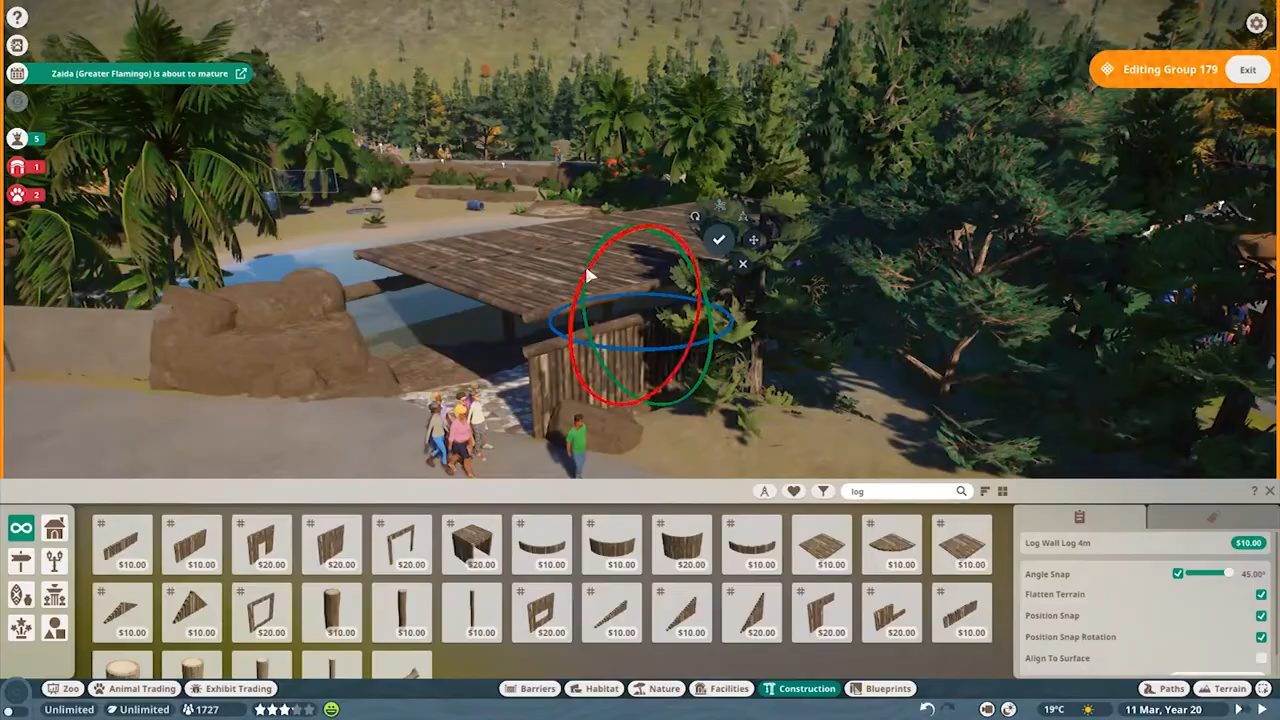 ?
Editing Group 179
Exit
Zaida (Greater Flamingo) is about to mature
5
1
2
log
?
$10.00
$10.00
$20.00
$20.00
$20.00
$20.00
$10.00
$10.00
$20.00
$10.00
$10.00
$10.00
$10.00
$10.00
$10.00
$20.00
$10.00
$10.00
$10.00
$20.00
$10.00
$20.00
$20.00
$20.00
$20.00
$10.00
Log Wall Log 4m
$10.00
Angle Snap
45.00°
Flatten Terrain
Position Snap
Position Snap Rotation
Align To Surface
Zoo
Animal Trading
Exhibit Trading
Barriers
Habitat
Nature
Facilities
Construction
Blueprints
Paths
Terrain
Unlimited
Unlimited
1727
19°C
11 Mar, Year 20